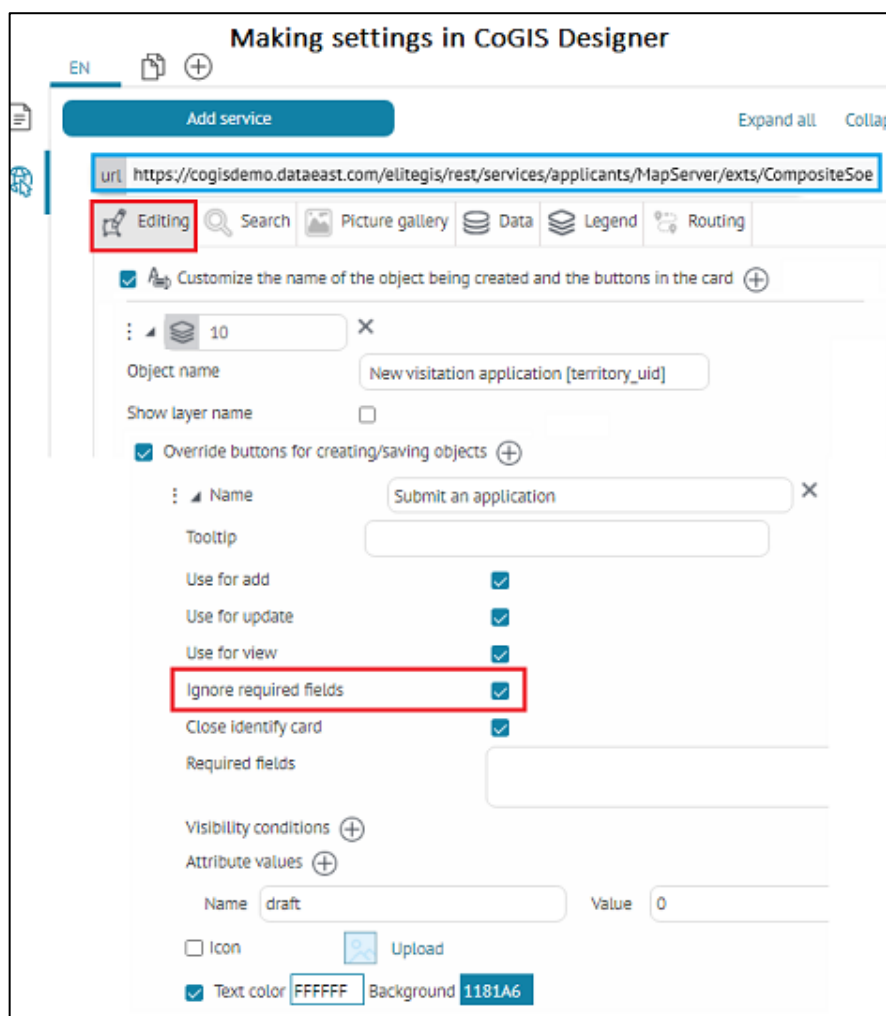 Making settings in CoGIS Designer
EN
Add service
Expand all
url https://cogisdemo.dataeast.com/elitegis/rest/services/applicants/MapServer/exts/CompositeSoe
Editing Search Picture gallery Data Legend Routing
Customize the name of the object being created and the buttons in the card
10
Object name New visitation application [territory_uid]
Show layer name
Override buttons for creating/saving objects
Name Submit an application
Tooltip
Use for add
Use for update
Use for view
Ignore required fields
Close identify card
Required fields
Visibility conditions
Attribute values
Name draft Value 0
Icon Upload
Text color FFFFFF Background 1181A6